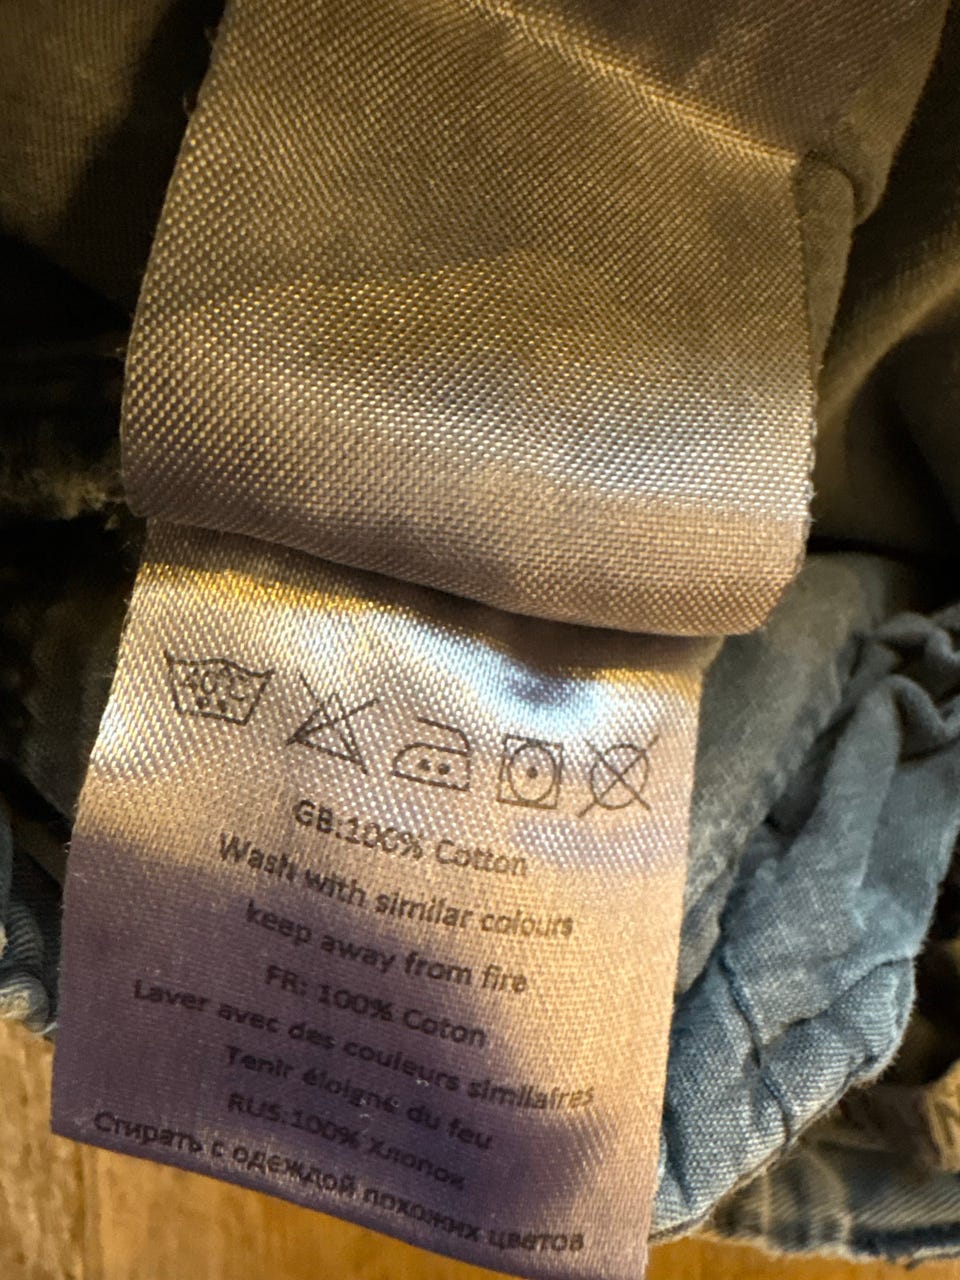 GB:100% Cotton
Wash with similar colours
keep away from fire
FR: 100% Coton
Laver avec des couleurs similaires
Tenir éloigne du feu
RUS:100% Хлопок
Стирать с одеждой похожих цветов